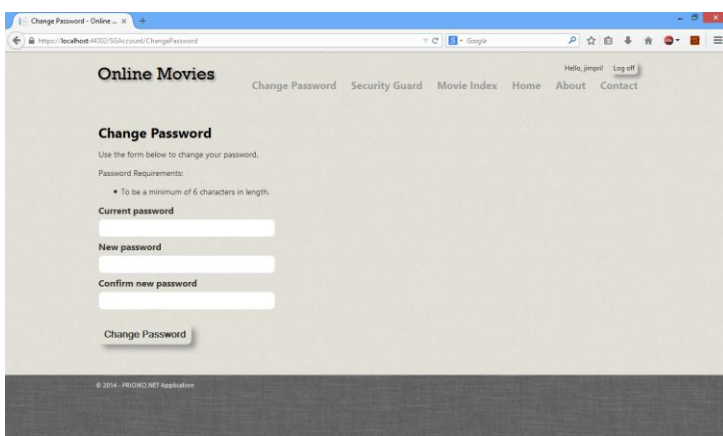 Change Password - Online ...
https://localhost:44302/SGAccount/ChangePassword
Google
Online Movies
Hello, jimpri! Log off
Change Password Security Guard Movie Index Home About Contact
Change Password
Use the form below to change your password.
Password Requirements:
To be a minimum of 6 characters in length.
Current password
New password
Confirm new password
Change Password
© 2014 - PRIOIKO.NET Application